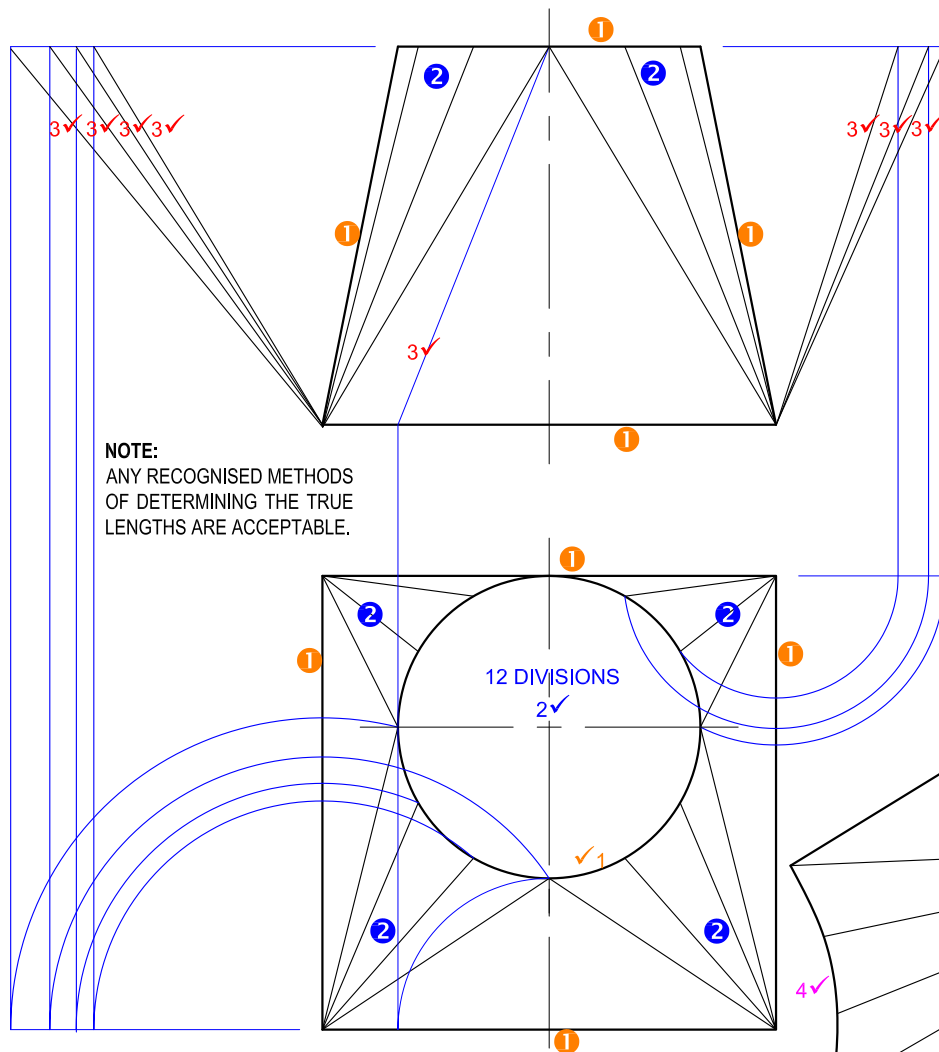 1
2
2
3✓ 3✓ 3✓ 3✓
3✓ 3✓ 3✓
1
1
3✓
1
NOTE:
ANY RECOGNISED METHODS
OF DETERMINING THE TRUE
LENGTHS ARE ACCEPTABLE.
1
2
2
1
1
12 DIVISIONS
2✓
✓1
2
2
4✓
1